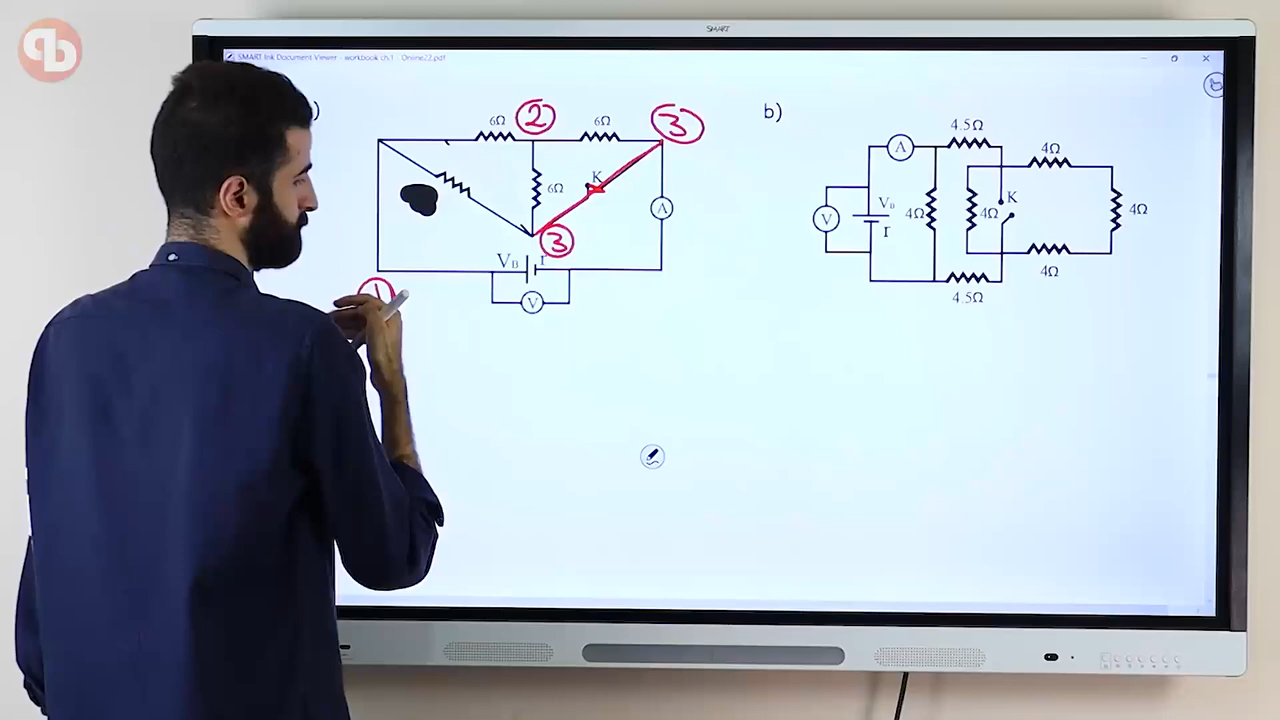 SMART
SMART Ink Document Viewer - workbook ch.1 Online22.pdf
)
6Ω
2
6Ω
3
K
6Ω
A
3
V_B
r
1
V
b)
4.5Ω
4Ω
A
K
V
V_B
4Ω
4Ω
4Ω
r
4Ω
4.5Ω